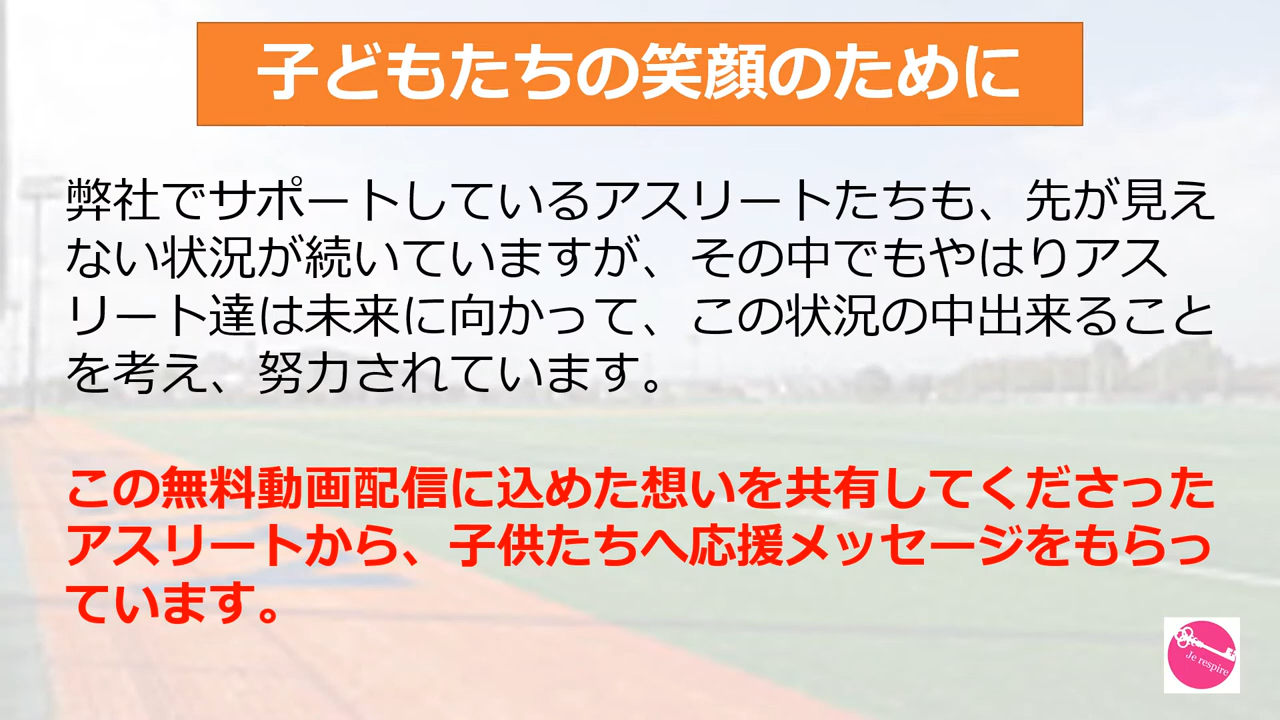 子どもたちの笑顔のために
弊社でサポートしているアスリートたちも、先が見え
ない状況が続いていますが、その中でもやはりアス
リート達は未来に向かって、この状況の中出来ること
を考え、努力されています。
この無料動画配信に込めた想いを共有してくださった
アスリートから、子供たちへ応援メッセージをもらっ
ています。
Je respire